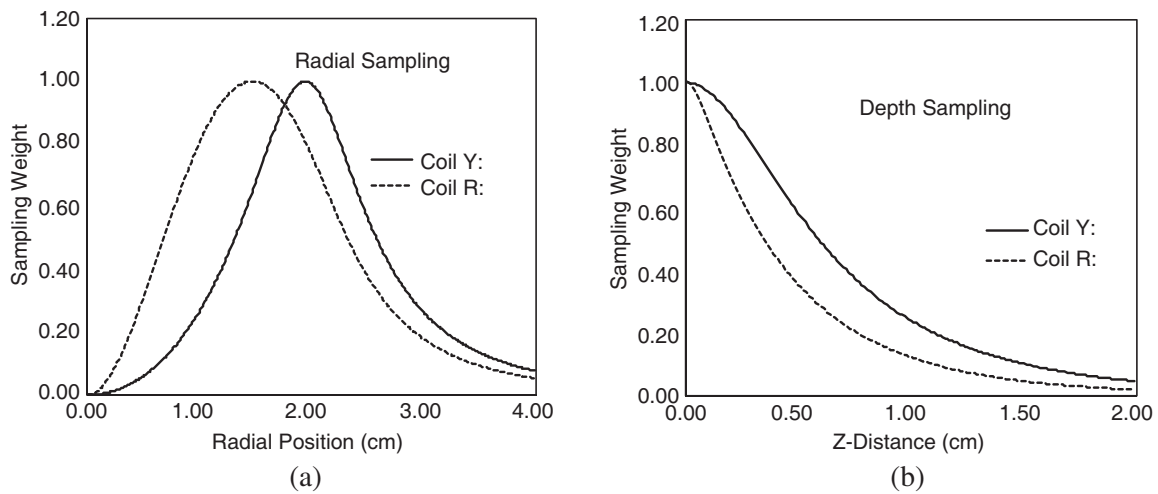 1.20
1.00
0.80
0.60
0.40
0.20
0.00
Sampling Weight
Radial Sampling
Coil Y:
Coil R:
0.00 1.00 2.00 3.00 4.00
Radial Position (cm)
(a)
1.20
1.00
0.80
0.60
0.40
0.20
0.00
Sampling Weight
Depth Sampling
Coil Y:
Coil R:
0.00 0.50 1.00 1.50 2.00
Z-Distance (cm)
(b)